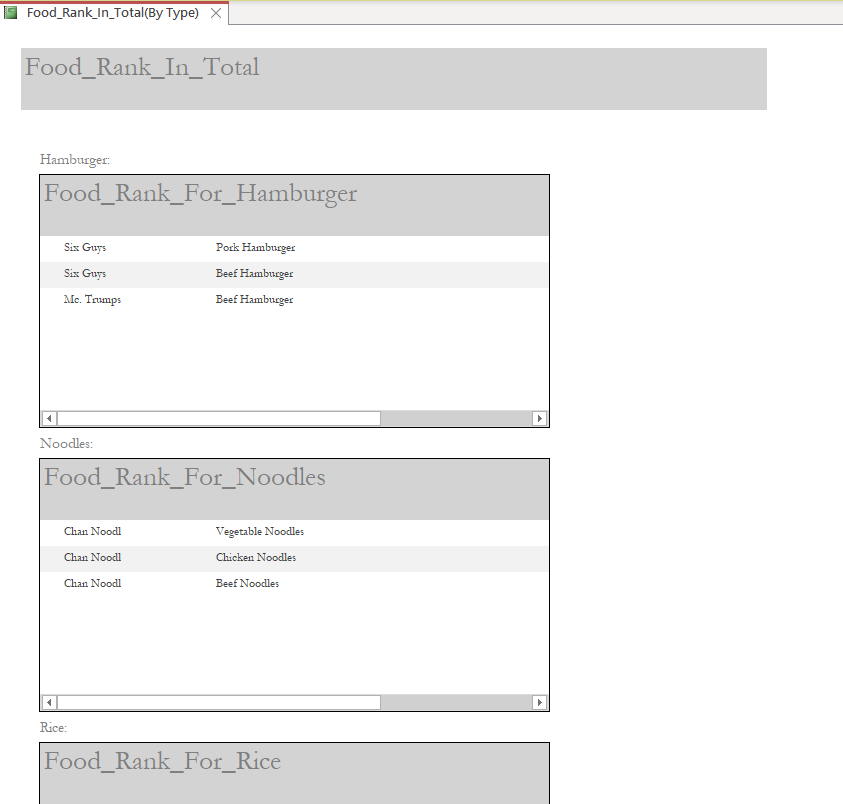 Food_Rank_In_Total(By Type)
Food_Rank_In_Total
Hamburger:
Food_Rank_For_Hamburger
Six Guys Pork Hamburger
Six Guys Beef Hamburger
Mc. Trumps Beef Hamburger
Noodles:
Food_Rank_For_Noodles
Chan Noodl Vegetable Noodles
Chan Noodl Chicken Noodles
Chan Noodl Beef Noodles
Rice:
Food_Rank_For_Rice